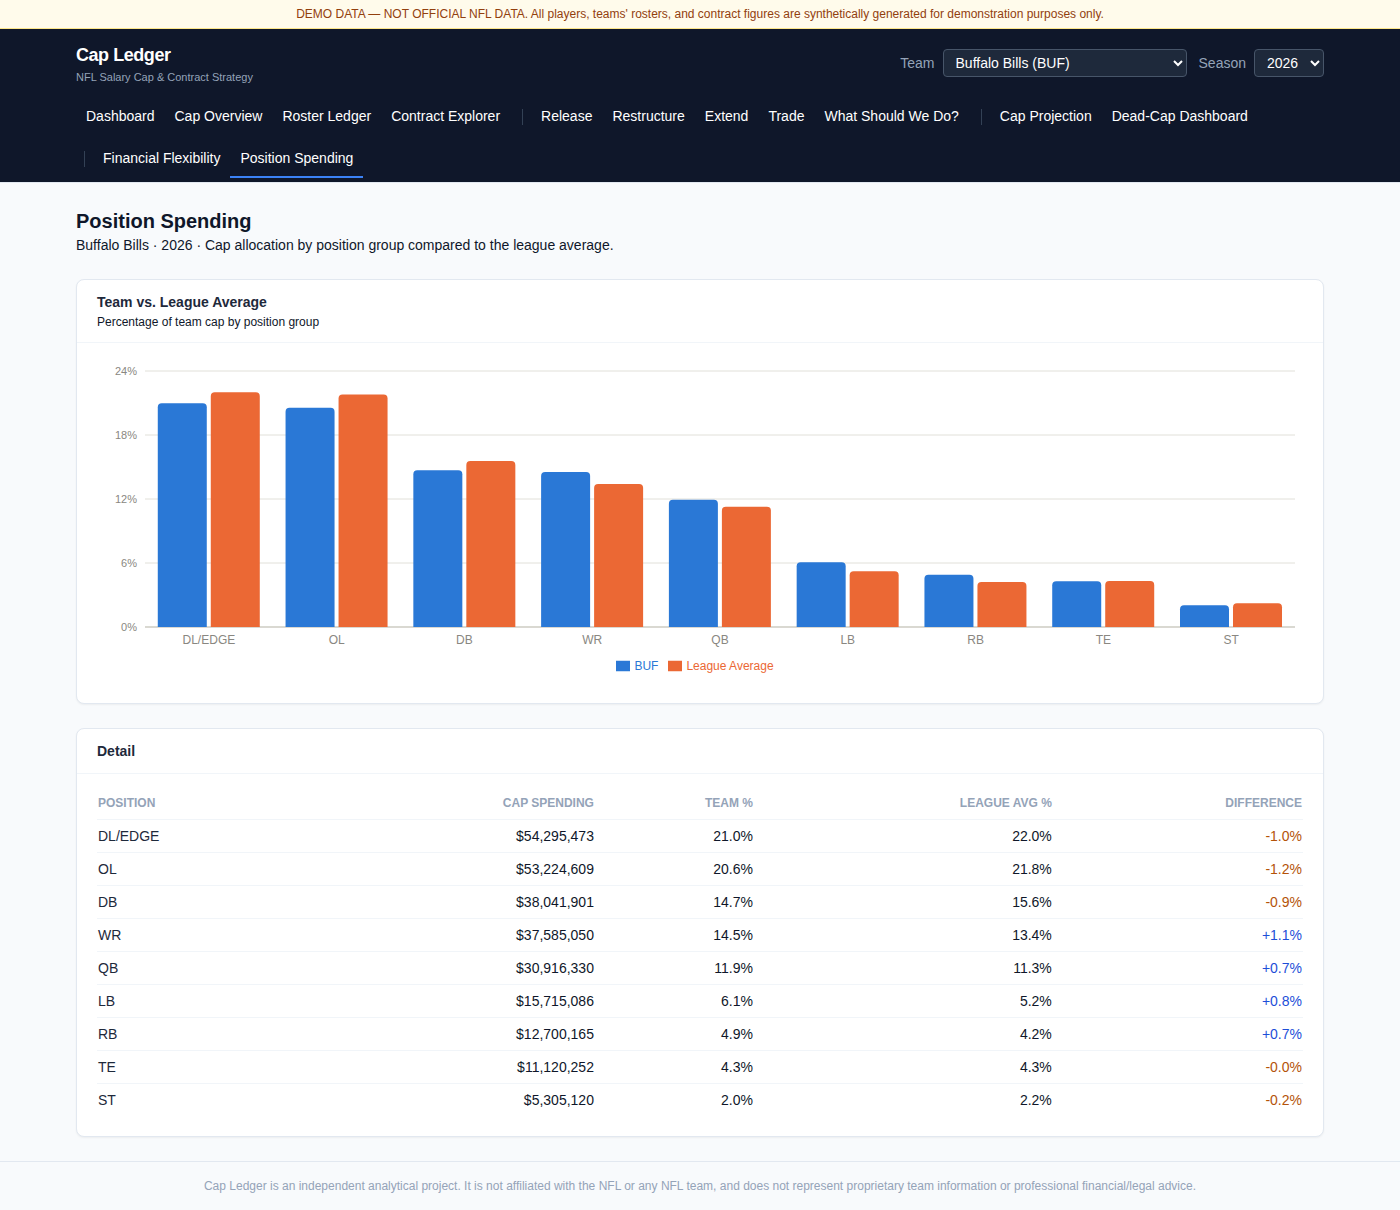 DEMO DATA — NOT OFFICIAL NFL DATA. All players, teams' rosters, and contract figures are synthetically generated for demonstration purposes only.
Cap Ledger
NFL Salary Cap & Contract Strategy
Team Buffalo Bills (BUF) Season 2026
Dashboard Cap Overview Roster Ledger Contract Explorer Release Restructure Extend Trade What Should We Do? Cap Projection Dead-Cap Dashboard
Financial Flexibility Position Spending
Position Spending
Buffalo Bills · 2026 · Cap allocation by position group compared to the league average.
Team vs. League Average
Percentage of team cap by position group
24%
18%
12%
6%
0%
DL/EDGE OL DB WR QB LB RB TE ST
BUF League Average
Detail
POSITION CAP SPENDING TEAM % LEAGUE AVG % DIFFERENCE
DL/EDGE $54,295,473 21.0% 22.0% -1.0%
OL $53,224,609 20.6% 21.8% -1.2%
DB $38,041,901 14.7% 15.6% -0.9%
WR $37,585,050 14.5% 13.4% +1.1%
QB $30,916,330 11.9% 11.3% +0.7%
LB $15,715,086 6.1% 5.2% +0.8%
RB $12,700,165 4.9% 4.2% +0.7%
TE $11,120,252 4.3% 4.3% -0.0%
ST $5,305,120 2.0% 2.2% -0.2%
Cap Ledger is an independent analytical project. It is not affiliated with the NFL or any NFL team, and does not represent proprietary team information or professional financial/legal advice.